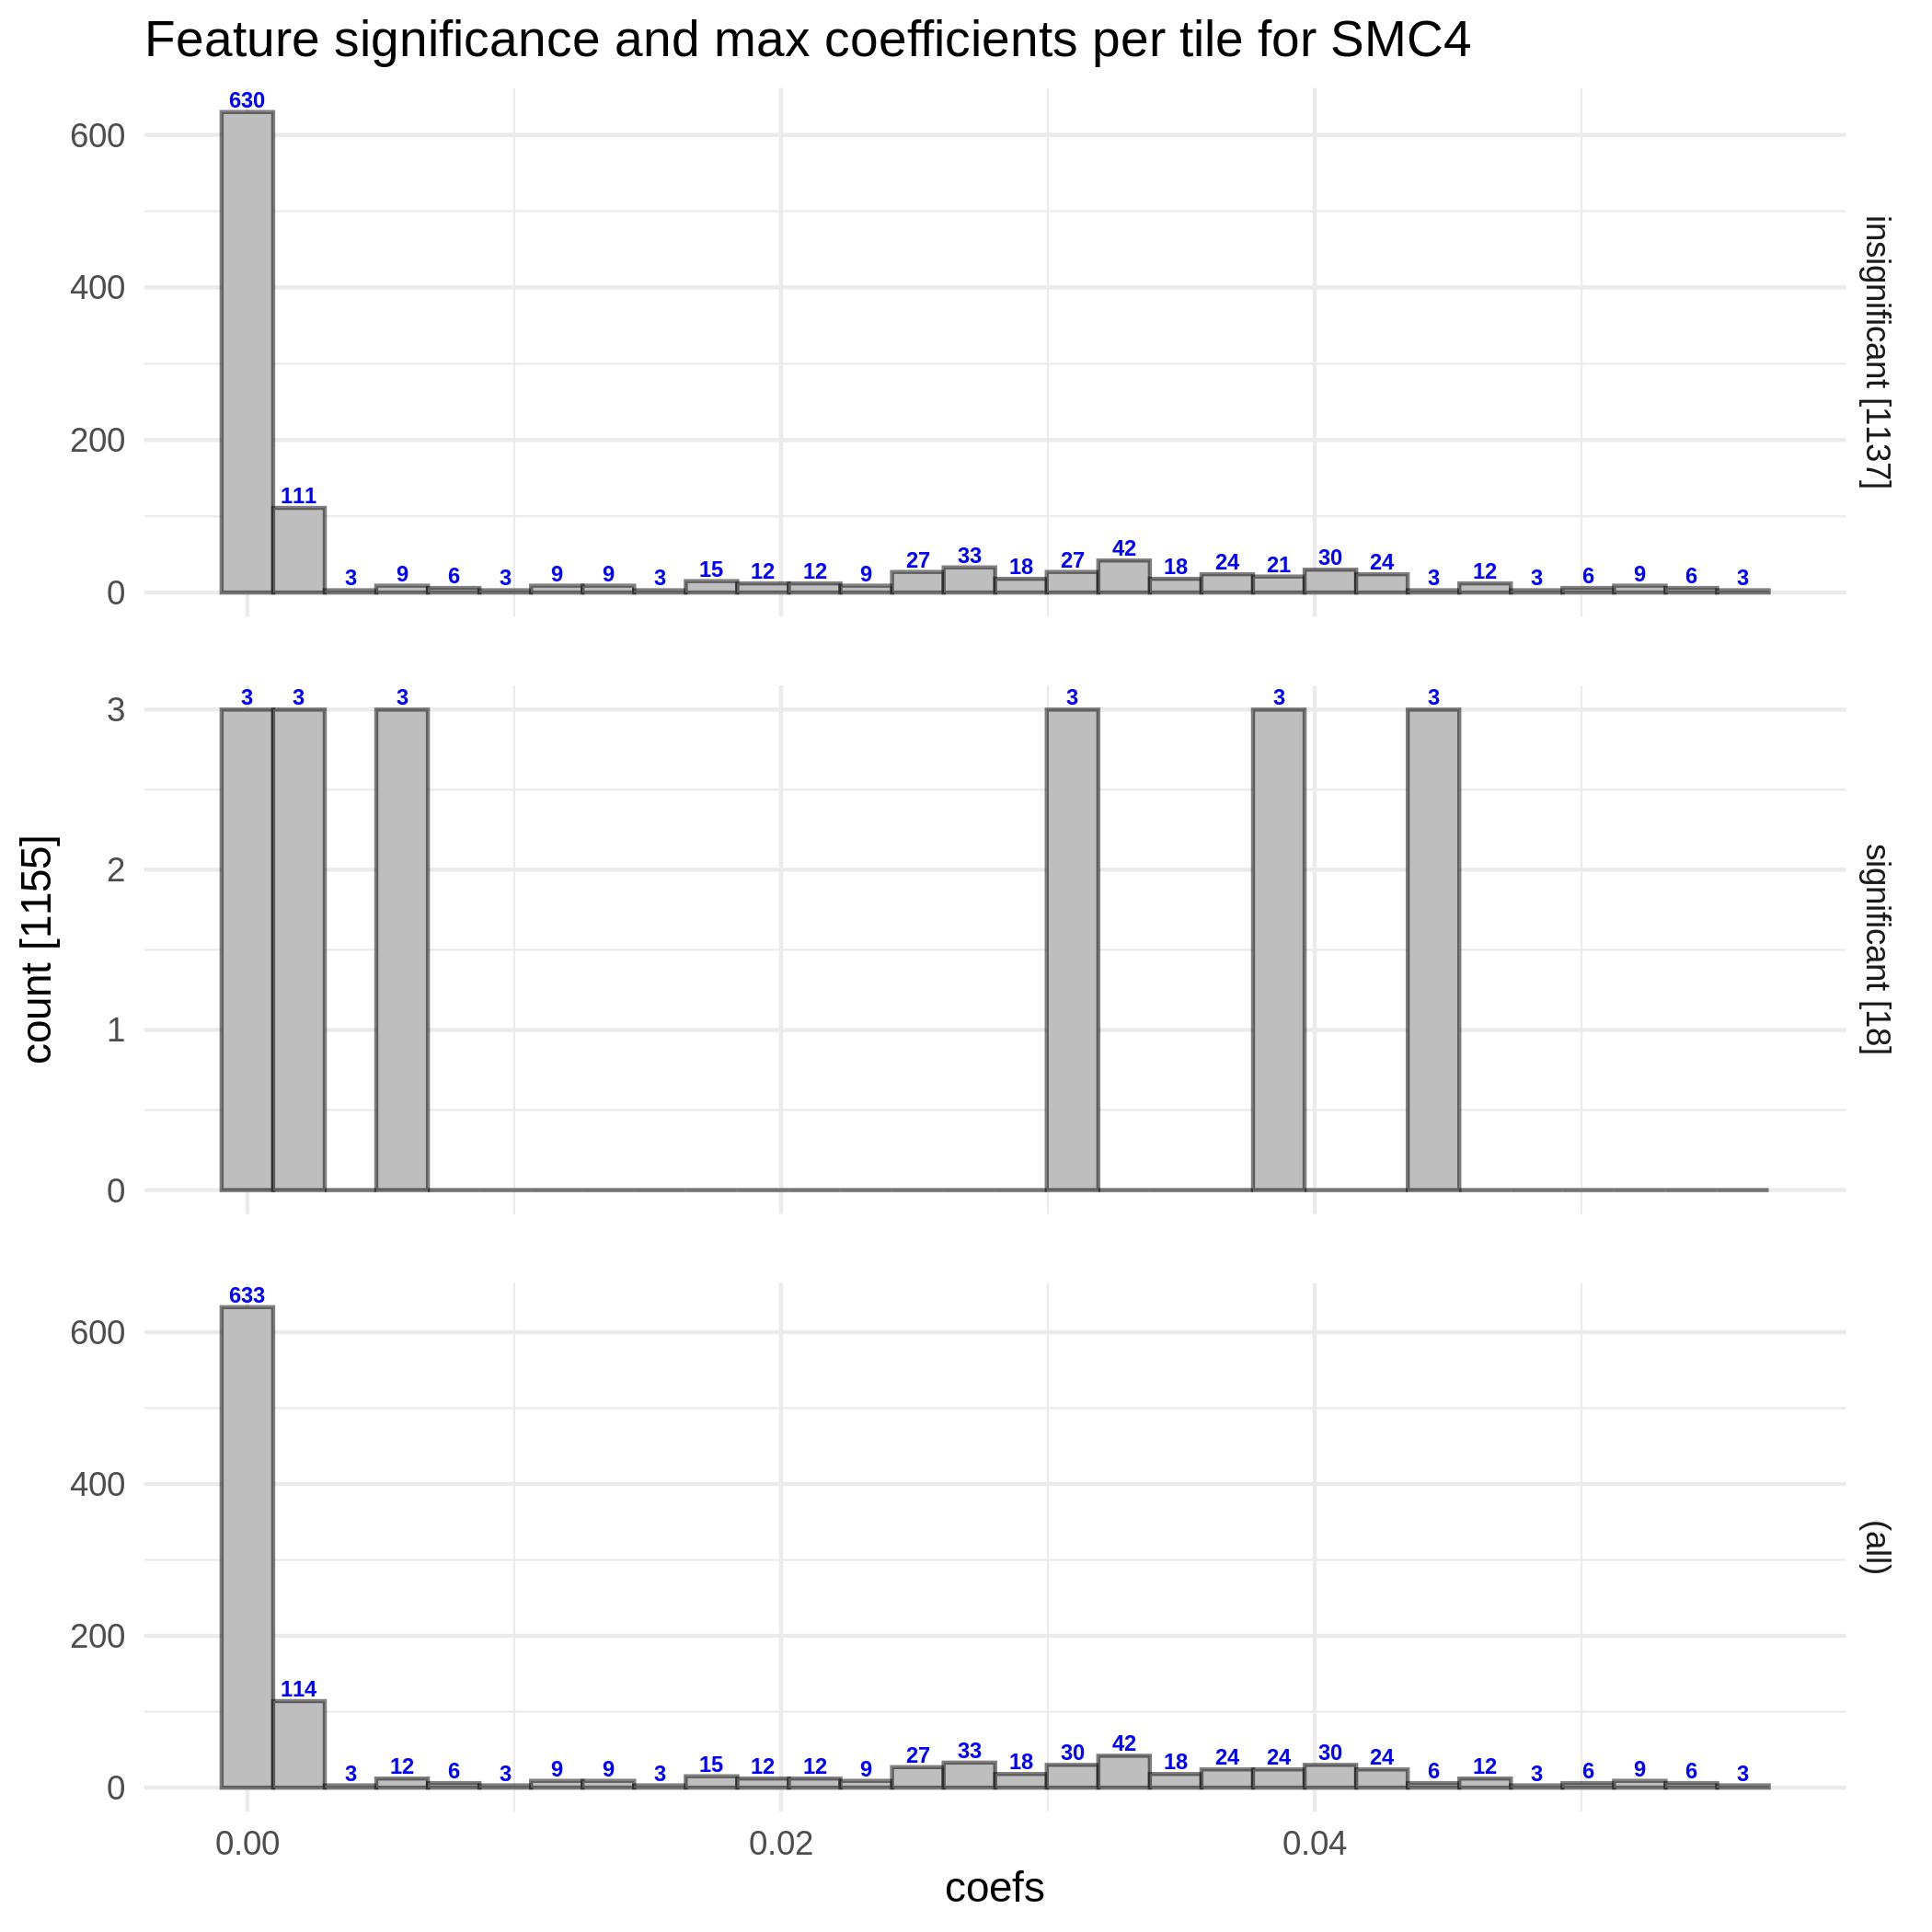 Feature significance and max coefficients per tile for SMC4
630
600
400
200
111
3 9 6 3 9 9 3 15 12 12 9 27 33 18 27 42 18 24 21 30 24 3 12 3 6 9 6 3
0
insignificant [1137]
3 3 3 3 3 3
3
2
1
0
significant [18]
count [1155]
633
600
400
200
114
3 12 6 3 9 9 3 15 12 12 9 27 33 18 30 42 18 24 24 30 24 6 12 3 6 9 6 3
0
(all)
0.00 0.02 0.04
coefs